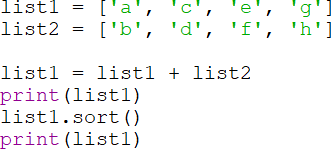 list1 = ['a', 'c', 'e', 'g']
list2 = ['b', 'd', 'f', 'h']
list1 = list1 + list2
print(list1)
list1.sort()
print(list1)